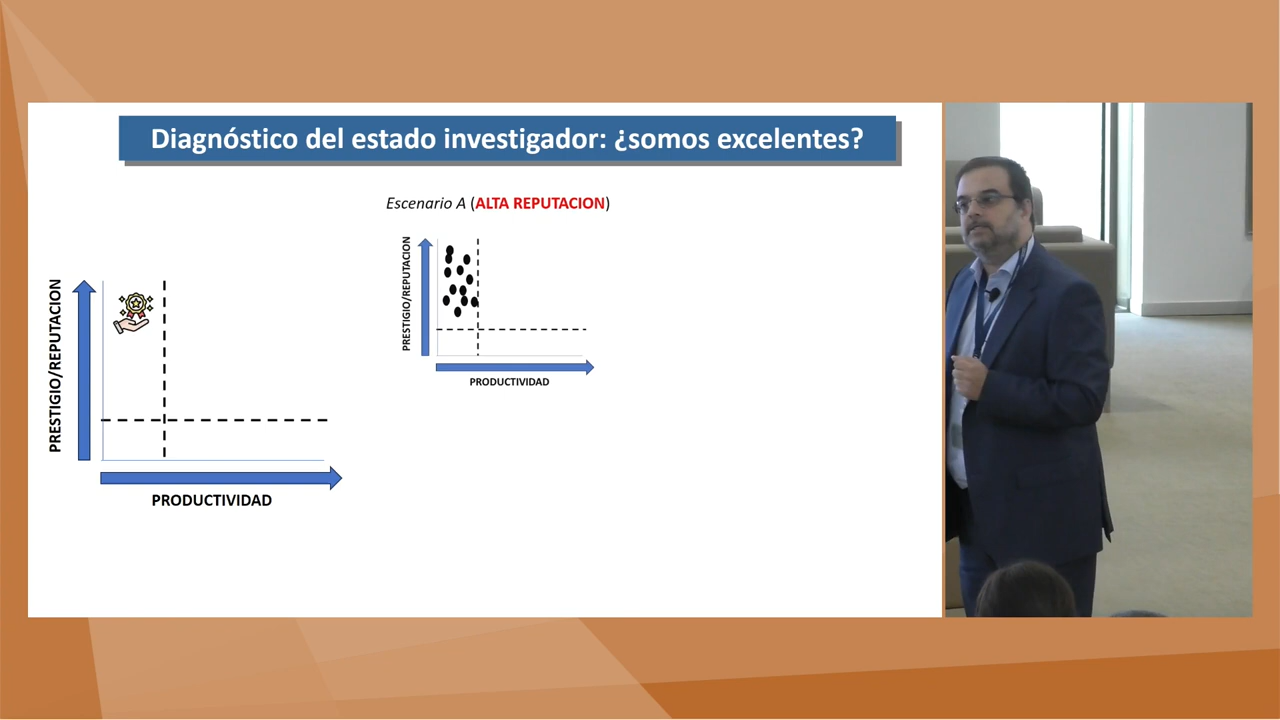 Diagnóstico del estado investigador: ¿somos excelentes?
Escenario A (ALTA REPUTACION)
PRESTIGIO/REPUTACION
PRODUCTIVIDAD
PRESTIGIO/REPUTACION
PRODUCTIVIDAD